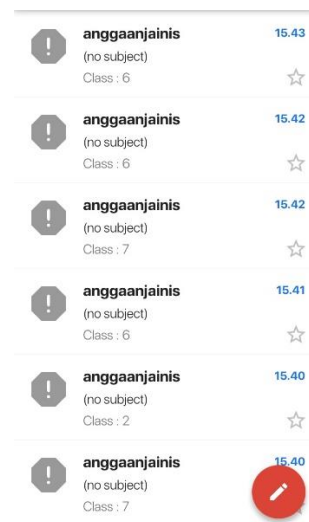 anggaanjainis 15.43
(no subject)
Class : 6
anggaanjainis 15.42
(no subject)
Class : 6
anggaanjainis 15.42
(no subject)
Class : 7
anggaanjainis 15.41
(no subject)
Class : 6
anggaanjainis 15.40
(no subject)
Class : 2
anggaanjainis 15.40
(no subject)
Class : 7